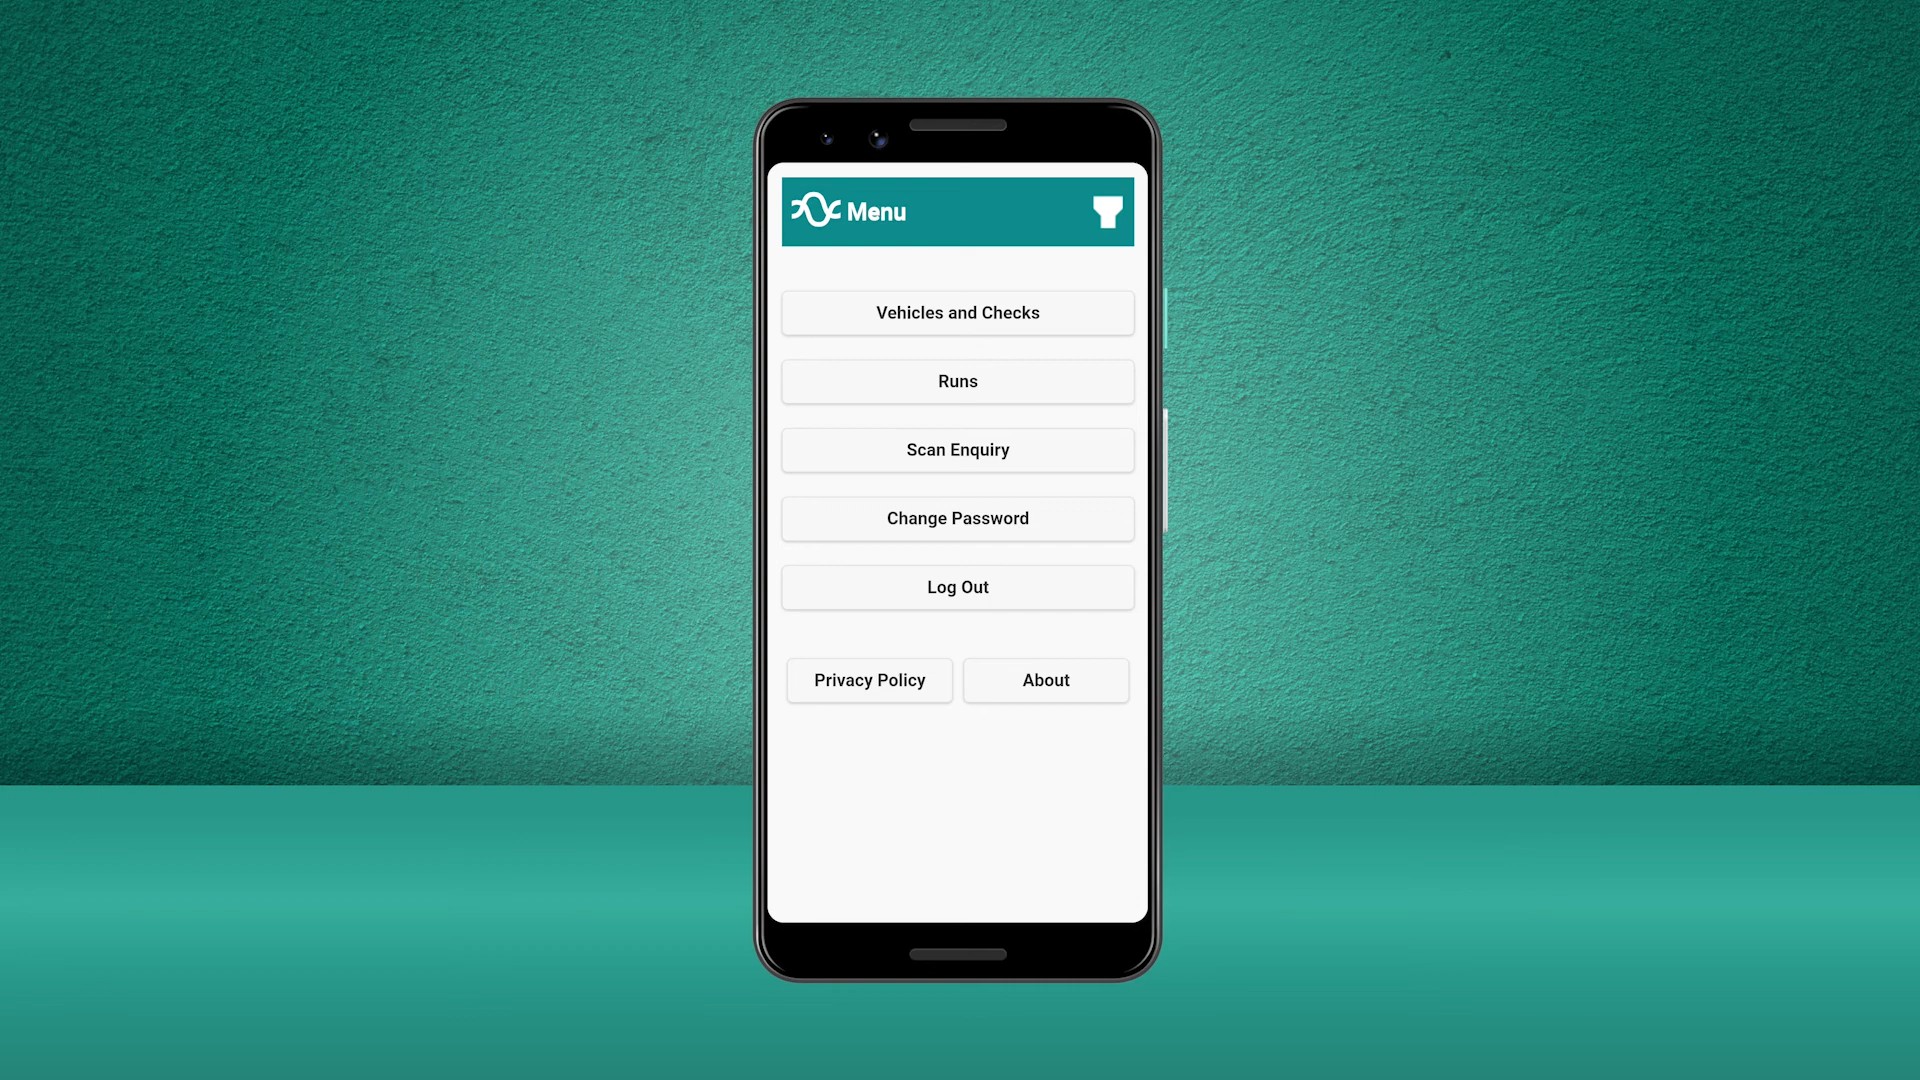 Menu
Vehicles and Checks
Runs
Scan Enquiry
Change Password
Log Out
Privacy Policy
About